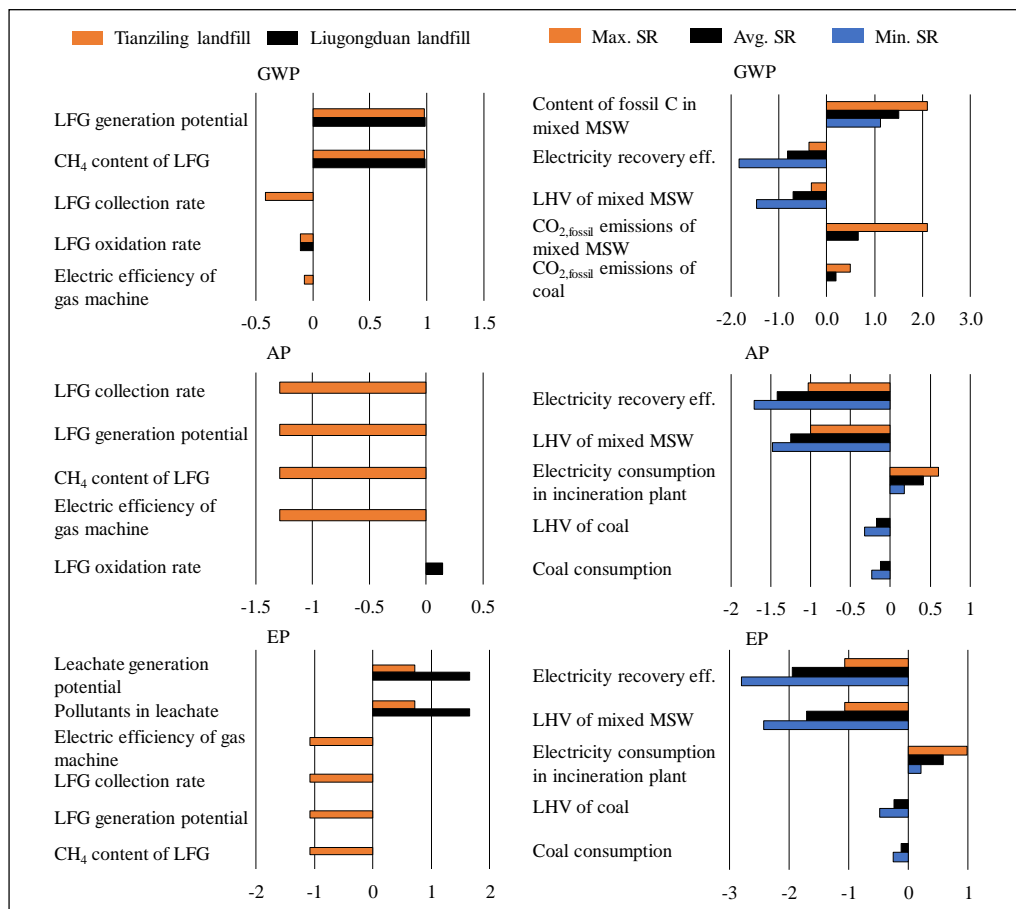 Tianziling landfill Liugongduan landfill
GWP
LFG generation potential
CH₄ content of LFG
LFG collection rate
LFG oxidation rate
Electric efficiency of
gas machine
-0.5 0 0.5 1 1.5
AP
LFG collection rate
LFG generation potential
CH₄ content of LFG
Electric efficiency of
gas machine
LFG oxidation rate
-1.5 -1 -0.5 0 0.5
EP
Leachate generation
potential
Pollutants in leachate
Electric efficiency of gas
machine
LFG collection rate
LFG generation potential
CH₄ content of LFG
-2 -1 0 1 2
Max. SR Avg. SR Min. SR
GWP
Content of fossil C in
mixed MSW
Electricity recovery eff.
LHV of mixed MSW
CO₂,fossil emissions of
mixed MSW
CO₂,fossil emissions of
coal
-2.0 -1.0 0.0 1.0 2.0 3.0
AP
Electricity recovery eff.
LHV of mixed MSW
Electricity consumption
in incineration plant
LHV of coal
Coal consumption
-2 -1.5 -1 -0.5 0 0.5 1
EP
Electricity recovery eff.
LHV of mixed MSW
Electricity consumption
in incineration plant
LHV of coal
Coal consumption
-3 -2 -1 0 1